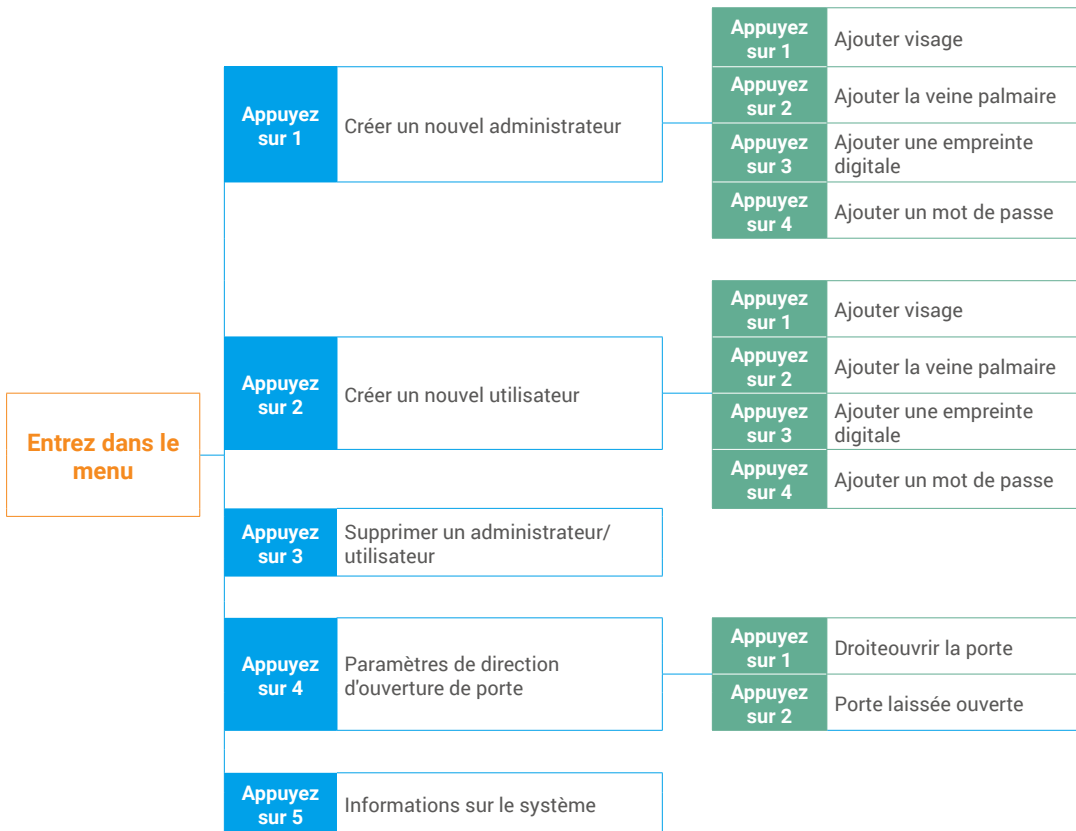 Entrez dans le
menu
Appuyez
sur 1
Créer un nouvel administrateur
Appuyez
sur 1
Ajouter visage
Appuyez
sur 2
Ajouter la veine palmaire
Appuyez
sur 3
Ajouter une empreinte
digitale
Appuyez
sur 4
Ajouter un mot de passe
Appuyez
sur 2
Créer un nouvel utilisateur
Appuyez
sur 1
Ajouter visage
Appuyez
sur 2
Ajouter la veine palmaire
Appuyez
sur 3
Ajouter une empreinte
digitale
Appuyez
sur 4
Ajouter un mot de passe
Appuyez
sur 3
Supprimer un administrateur/
utilisateur
Appuyez
sur 4
Paramètres de direction
d'ouverture de porte
Appuyez
sur 1
Droiteouvrir la porte
Appuyez
sur 2
Porte laissée ouverte
Appuyez
sur 5
Informations sur le système